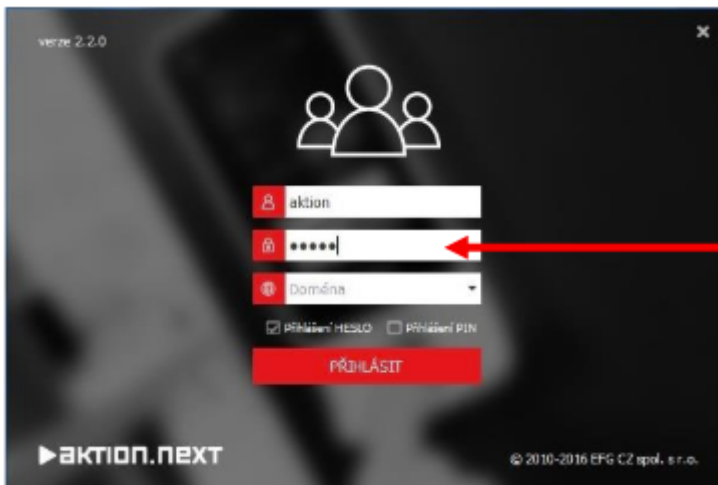 verze 2.2.0
aktion
•••••
Doména
Přihlášení HESLO Přihlášení PIN
PŘIHLÁSIT
aktion.next
© 2010-2016 EFG CZ spol. s r.o.